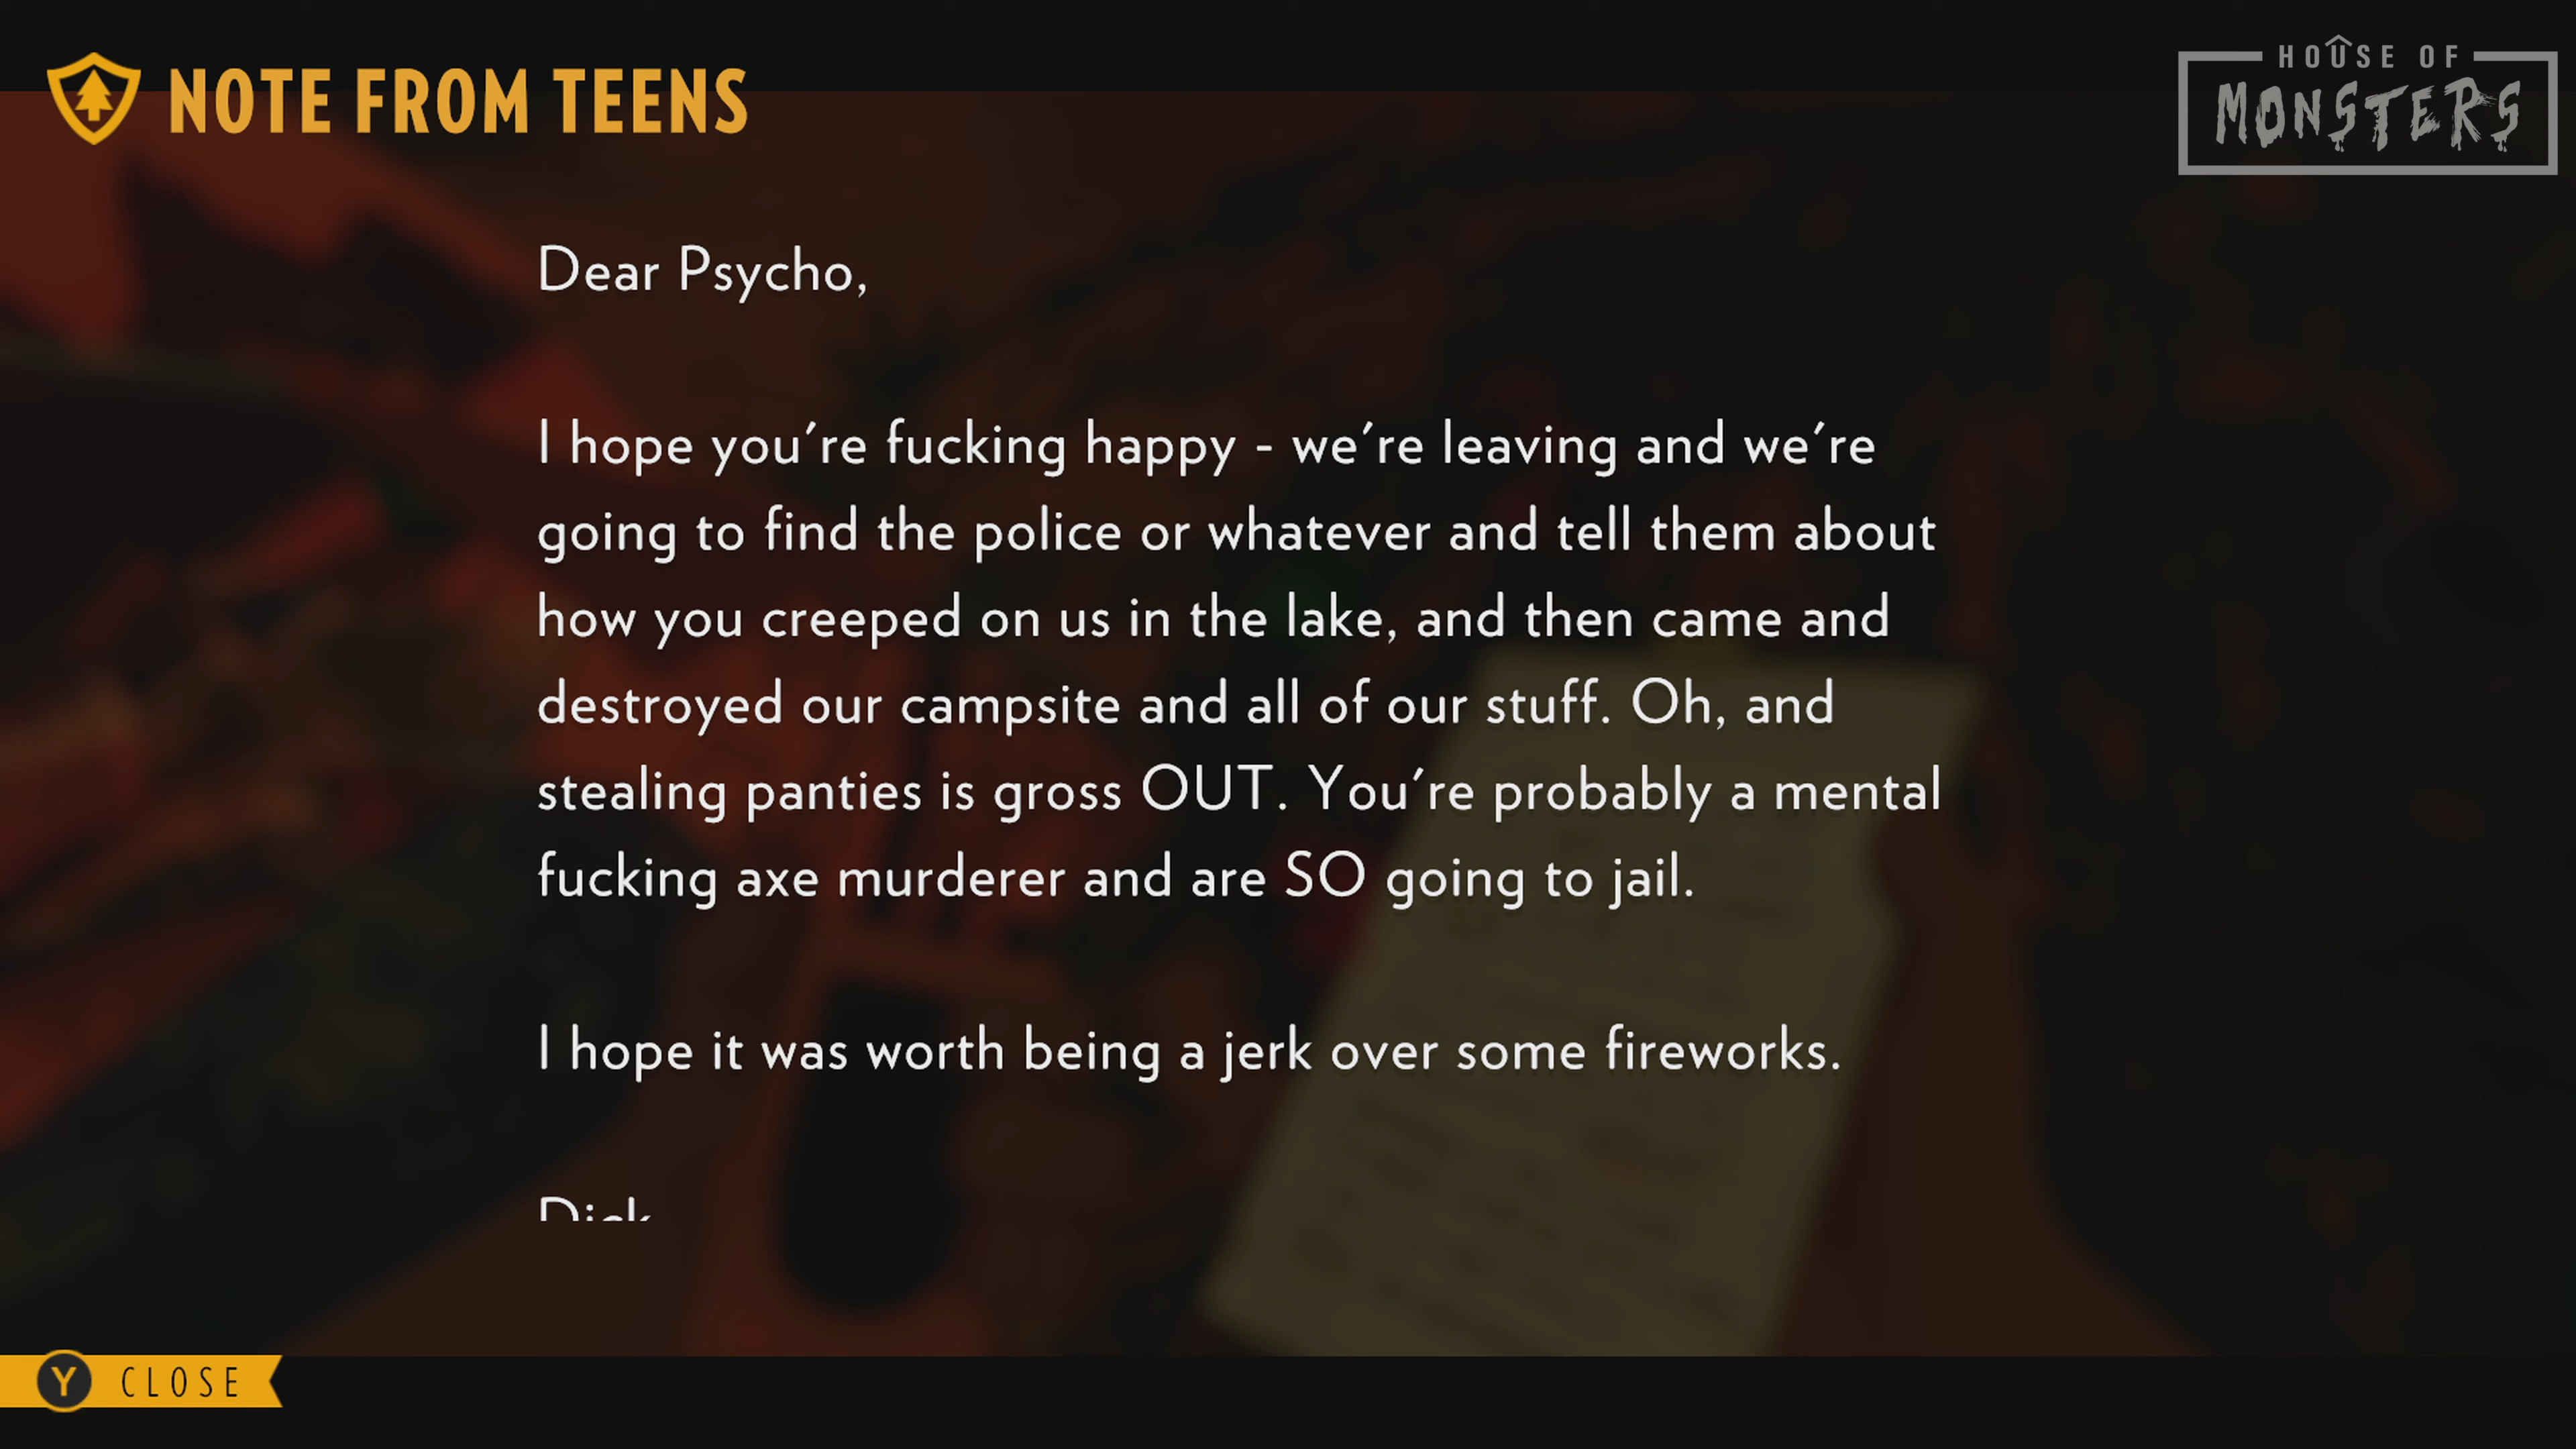 NOTE FROM TEENS
HOUSE OF
MONSTERS
Dear Psycho,
I hope you're fucking happy - we're leaving and we're
going to find the police or whatever and tell them about
how you creeped on us in the lake, and then came and
destroyed our campsite and all of our stuff. Oh, and
stealing panties is gross OUT. You're probably a mental
fucking axe murderer and are SO going to jail.
I hope it was worth being a jerk over some fireworks.
Y CLOSE